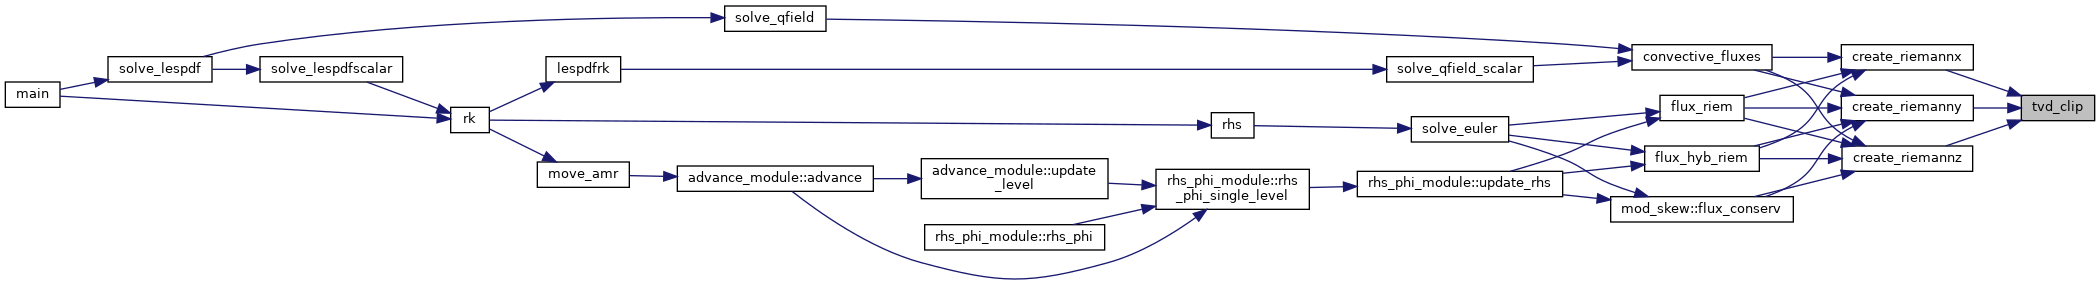 main
solve_lespdf
solve_lespdfscalar
rk
lespdfrk
move_amr
solve_qfield
advance_module::advance
advance_module::update
_level
rhs_phi_module::rhs_phi
rhs_phi_module::rhs
_phi_single_level
rhs
solve_qfield_scalar
solve_euler
rhs_phi_module::update_rhs
convective_fluxes
flux_riem
flux_hyb_riem
mod_skew::flux_conserv
create_riemannx
create_riemanny
create_riemannz
tvd_clip